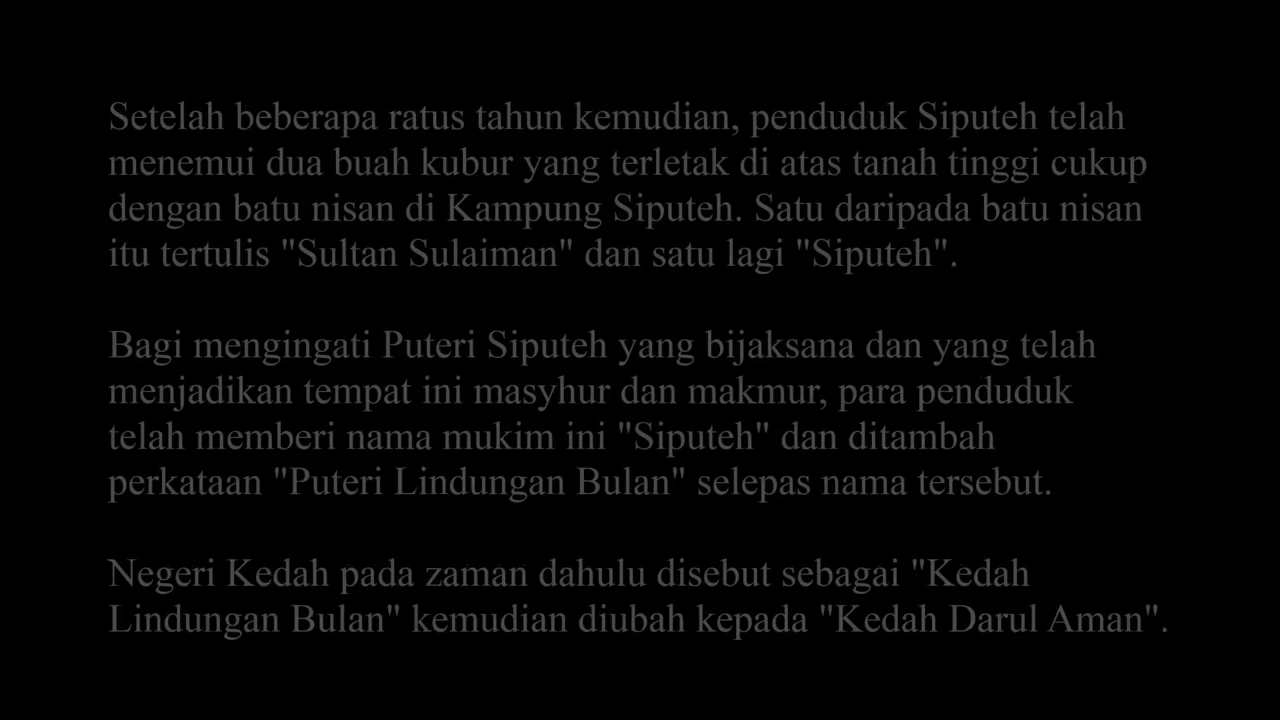 Setelah beberapa ratus tahun kemudian, penduduk Siputeh telah
menemui dua buah kubur yang terletak di atas tanah tinggi cukup
dengan batu nisan di Kampung Siputeh. Satu daripada batu nisan
itu tertulis "Sultan Sulaiman" dan satu lagi "Siputeh".
Bagi mengingati Puteri Siputeh yang bijaksana dan yang telah
menjadikan tempat ini masyhur dan makmur, para penduduk
telah memberi nama mukim ini "Siputeh" dan ditambah
perkataan "Puteri Lindungan Bulan" selepas nama tersebut.
Negeri Kedah pada zaman dahulu disebut sebagai "Kedah
Lindungan Bulan" kemudian diubah kepada "Kedah Darul Aman".